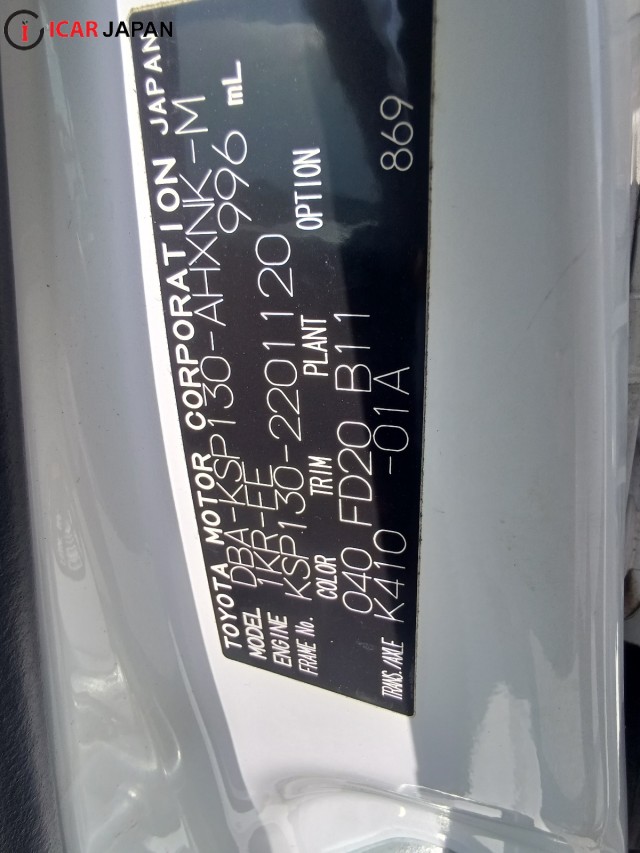 ICAR JAPAN
TOYOTA MOTOR CORPORATION JAPAN
MODEL DBA-KSP130-AHXNK-M
ENGINE 1KR-FE 996 mL
FRAME No. KSP130-2201120
COLOR TRIM PLANT OPTION
040 FD20 B11
TRANS./AXLE K410 -01A 869